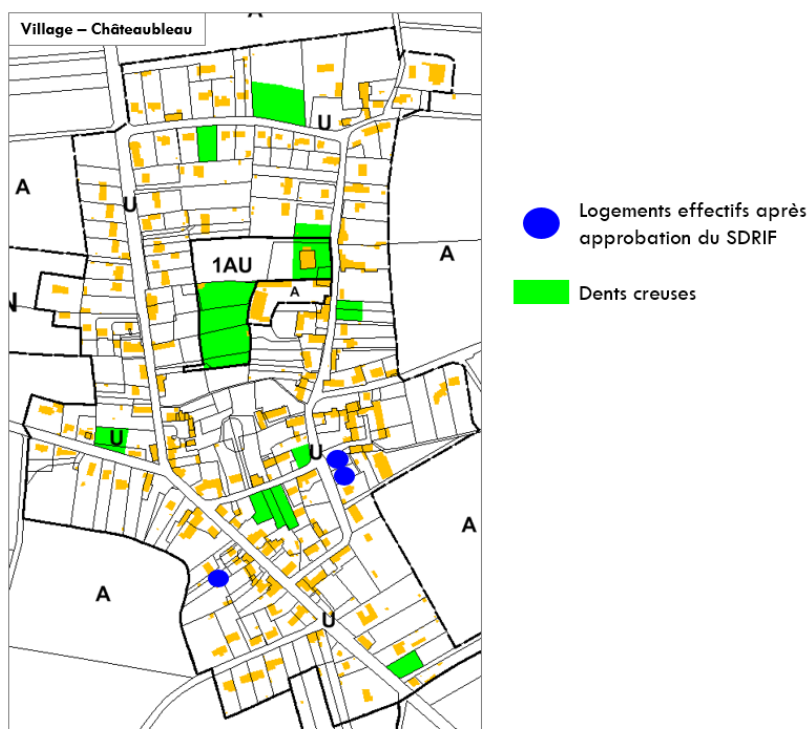 Village – Châteaubleau
A
U
A
U
A
1AU
A
N
U
U
A
A
U
Logements effectifs après
approbation du SDRIF
Dents creuses